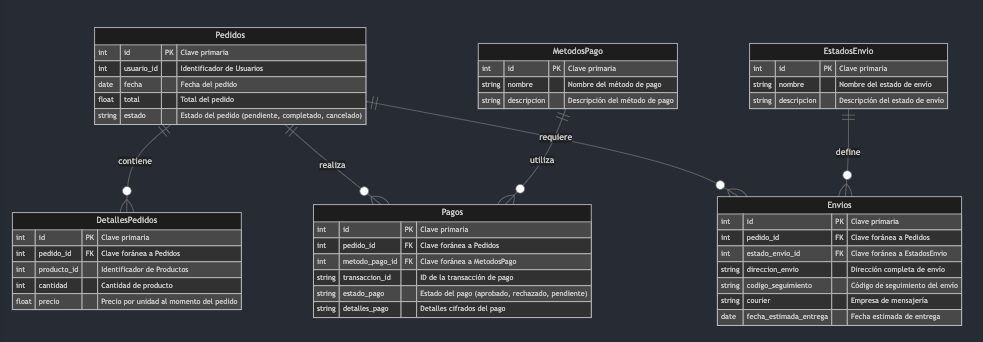 Pedidos
int id PK Clave primaria
int usuario_id Identificador de Usuarios
date fecha Fecha del pedido
float total Total del pedido
string estado Estado del pedido (pendiente, completado, cancelado)
MetodosPago
int id PK Clave primaria
string nombre Nombre del método de pago
string descripcion Descripción del método de pago
EstadosEnvio
int id PK Clave primaria
string nombre Nombre del estado de envío
string descripcion Descripción del estado de envío
contiene
realiza
requiere
utiliza
define
DetallesPedidos
int id PK Clave primaria
int pedido_id FK Clave foránea a Pedidos
int producto_id Identificador de Productos
int cantidad Cantidad de producto
float precio Precio por unidad al momento del pedido
Pagos
int id PK Clave primaria
int pedido_id FK Clave foránea a Pedidos
int metodo_pago_id FK Clave foránea a MetodosPago
string transaccion_id ID de la transacción de pago
string estado_pago Estado del pago (aprobado, rechazado, pendiente)
string detalles_pago Detalles cifrados del pago
Envios
int id PK Clave primaria
int pedido_id FK Clave foránea a Pedidos
int estado_envio_id FK Clave foránea a EstadosEnvio
string direccion_envio Dirección completa de envío
string codigo_seguimiento Código de seguimiento del envío
string courier Empresa de mensajería
date fecha_estimada_entrega Fecha estimada de entrega